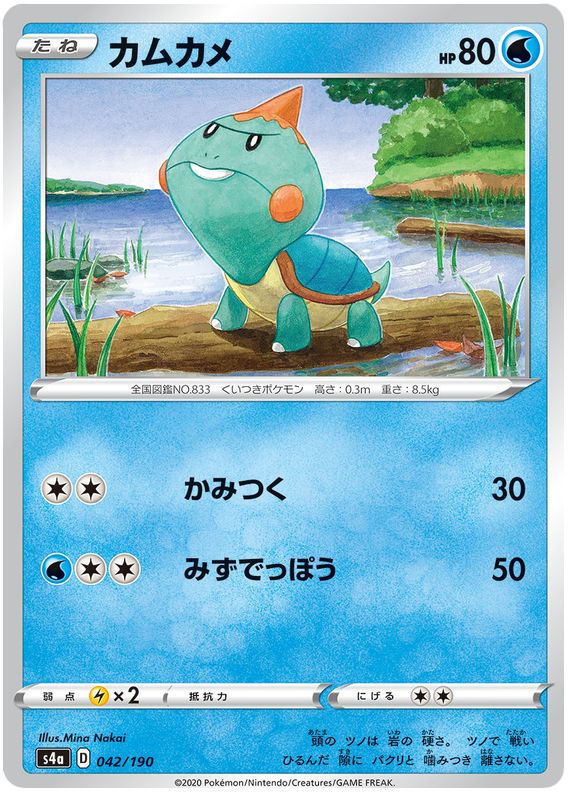 たね カムカメ HP80
全国図鑑NO.833 くいつきポケモン 高さ:0.3m 重さ:8.5kg
かみつく 30
みずでっぽう 50
弱点 ×2 抵抗力 にげる
Illus.Mina Nakai
頭の ツノは 岩の 硬さ。 ツノで 戦い
ひるんだ 隙に パクリと 噛みつき 離さない。
s4a D 042/190
©2020 Pokémon/Nintendo/Creatures/GAME FREAK.